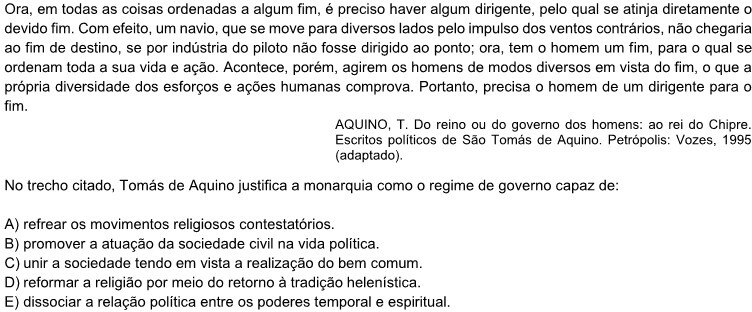 Ora, em todas as coisas ordenadas a algum fim, é preciso haver algum dirigente, pelo qual se atinja diretamente o
devido fim. Com efeito, um navio, que se move para diversos lados pelo impulso dos ventos contrários, não chegaria
ao fim de destino, se por indústria do piloto não fosse dirigido ao ponto; ora, tem o homem um fim, para o qual se
ordenam toda a sua vida e ação. Acontece, porém, agirem os homens de modos diversos em vista do fim, o que a
própria diversidade dos esforços e ações humanas comprova. Portanto, precisa o homem de um dirigente para o
fim.
AQUINO, T. Do reino ou do governo dos homens: ao rei do Chipre.
Escritos políticos de São Tomás de Aquino. Petrópolis: Vozes, 1995
(adaptado).
No trecho citado, Tomás de Aquino justifica a monarquia como o regime de governo capaz de:
A) refrear os movimentos religiosos contestatórios.
B) promover a atuação da sociedade civil na vida política.
C) unir a sociedade tendo em vista a realização do bem comum.
D) reformar a religião por meio do retorno à tradição helenística.
E) dissociar a relação política entre os poderes temporal e espiritual.